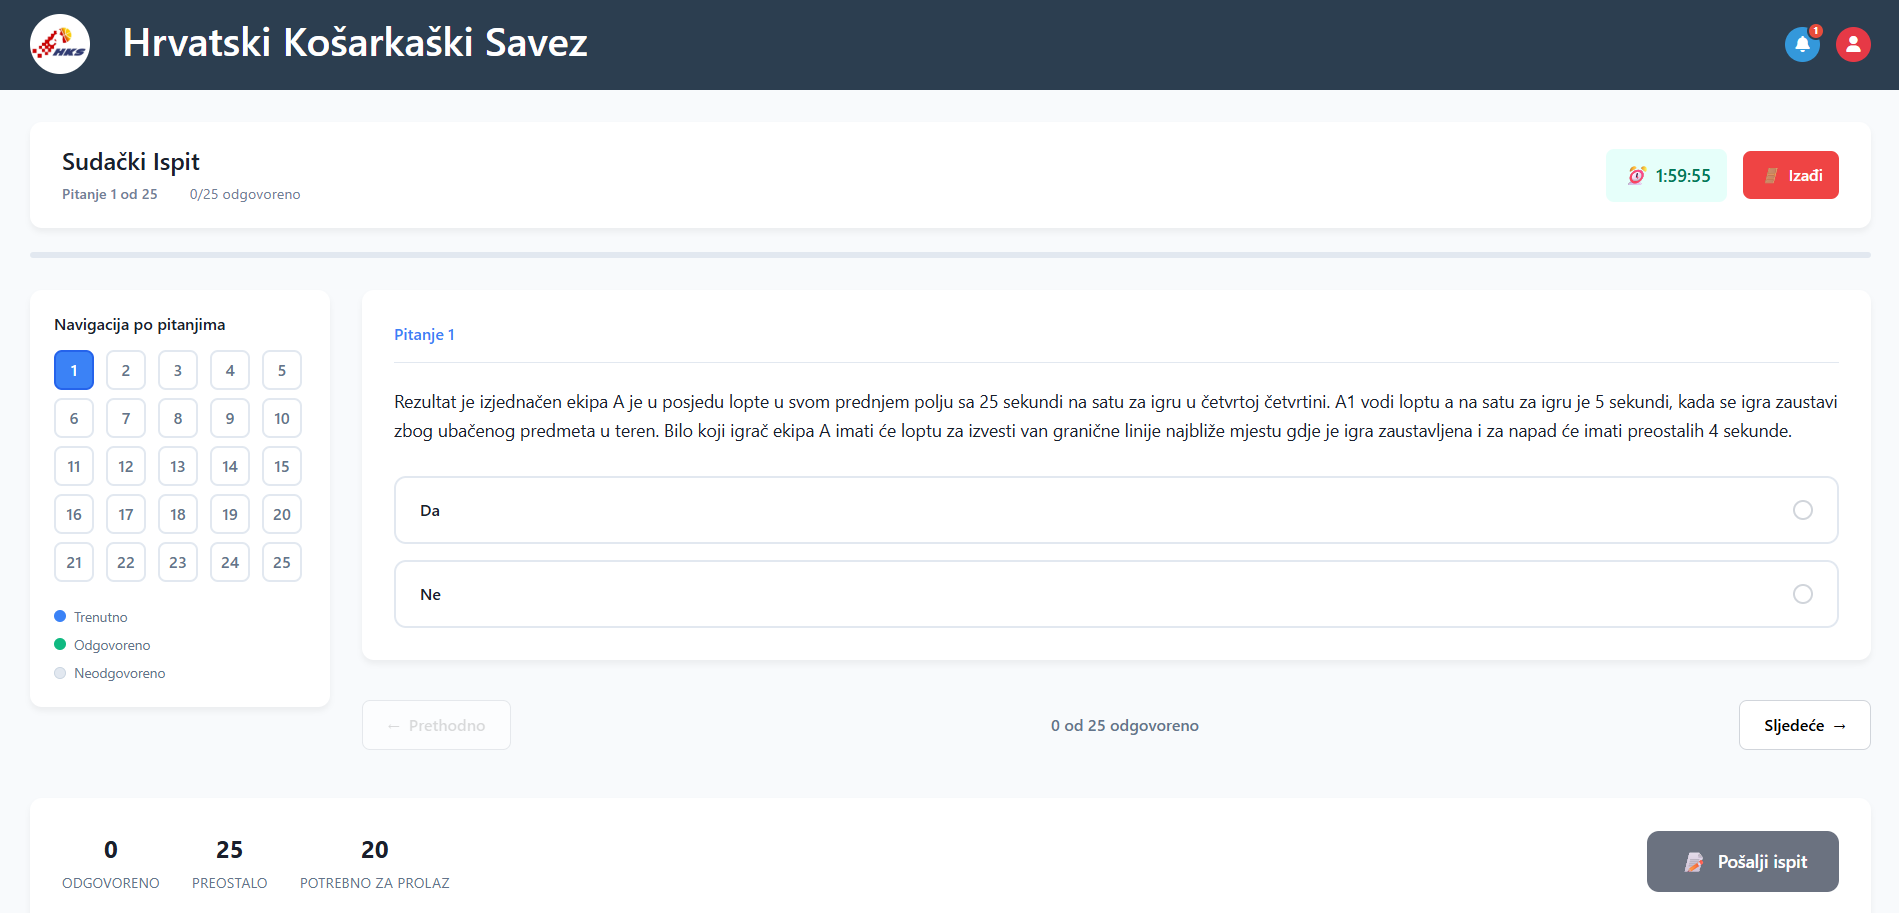 HKS
Hrvatski Košarkaški Savez
1
Sudački Ispit
Pitanje 1 od 25 0/25 odgovoreno
1:59:55
Izađi
Navigacija po pitanjima
1 2 3 4 5
6 7 8 9 10
11 12 13 14 15
16 17 18 19 20
21 22 23 24 25
Trenutno
Odgovoreno
Neodgovoreno
Pitanje 1
Rezultat je izjednačen ekipa A je u posjedu lopte u svom prednjem polju sa 25 sekundi na satu za igru u četvrtoj četvrtini. A1 vodi loptu a na satu za igru je 5 sekundi, kada se igra zaustavi
zbog ubačenog predmeta u teren. Bilo koji igrač ekipa A imati će loptu za izvesti van granične linije najbliže mjestu gdje je igra zaustavljena i za napad će imati preostalih 4 sekunde.
Da
Ne
← Prethodno
0 od 25 odgovoreno
Sljedeće →
0 25 20
ODGOVORENO PREOSTALO POTREBNO ZA PROLAZ
Pošalji ispit